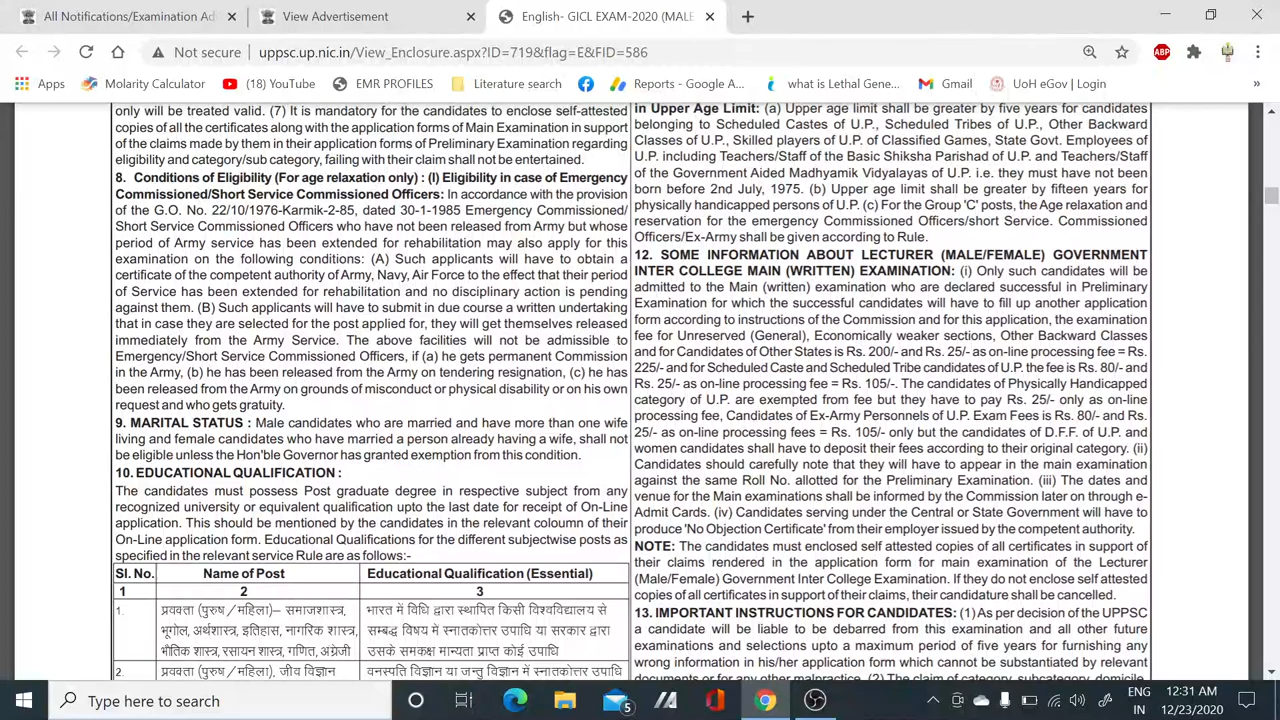 All Notifications/Examination Ad
View Advertisement
English- GICL EXAM-2020 (MALE
Not secure
uppsc.up.nic.in/View_Enclosure.aspx?ID=719&flag=E&FID=586
ABP
Apps
Molarity Calculator
(18) YouTube
EMR PROFILES
Literature search
Reports - Google A...
what is Lethal Gene...
Gmail
UoH eGov | Login
only will be treated valid. (7) It is mandatory for the candidates to enclose self-attested
copies of all the certificates along with the application forms of Main Examination in support
of the claims made by them in their application forms of Preliminary Examination regarding
eligibility and category/sub category, failing with their claim shall not be entertained.
8. Conditions of Eligibility (For age relaxation only) : (I) Eligibility in case of Emergency
Commissioned/Short Service Commissioned Officers: In accordance with the provision
of the G.O. No. 22/10/1976-Karmik-2-85, dated 30-1-1985 Emergency Commissioned/
Short Service Commissioned Officers who have not been released from Army but whose
period of Army service has been extended for rehabilitation may also apply for this
examination on the following conditions: (A) Such applicants will have to obtain a
certificate of the competent authority of Army, Navy, Air Force to the effect that their period
of Service has been extended for rehabilitation and no disciplinary action is pending
against them. (B) Such applicants will have to submit in due course a written undertaking
that in case they are selected for the post applied for, they will get themselves released
immediately from the Army Service. The above facilities will not be admissible to
Emergency/Short Service Commissioned Officers, if (a) he gets permanent Commission
in the Army, (b) he has been released from the Army on tendering resignation, (c) he has
been released from the Army on grounds of misconduct or physical disability or on his own
request and who gets gratuity.
9. MARITAL STATUS : Male candidates who are married and have more than one wife
living and female candidates who have married a person already having a wife, shall not
be eligible unless the Hon'ble Governor has granted exemption from this condition.
10. EDUCATIONAL QUALIFICATION :
The candidates must possess Post graduate degree in respective subject from any
recognized university or equivalent qualification upto the last date for receipt of On-Line
application. This should be mentioned by the candidates in the relevant coloumn of their
On-Line application form. Educational Qualifications for the different subjectwise posts as
specified in the relevant service Rule are as follows:-
Sl. No. Name of Post Educational Qualification (Essential)
1 2 3
1. प्रवक्ता (पुरुष/महिला)– समाजशास्त्र, भारत में विधि द्वारा स्थापित किसी विश्वविद्यालय से
भूगोल, अर्थशास्त्र, इतिहास, नागरिक शास्त्र, सम्बद्ध विषय में स्नातकोत्तर उपाधि या सरकार द्वारा
भौतिक शास्त्र, रसायन शास्त्र, गणित, अंग्रेजी उसके समकक्ष मान्यता प्राप्त कोई उपाधि
2. प्रवक्ता (पुरुष/महिला), जीव विज्ञान वनस्पति विज्ञान या जन्तु विज्ञान में स्नातकोत्तर उपाधि
in Upper Age Limit: (a) Upper age limit shall be greater by five years for candidates
belonging to Scheduled Castes of U.P., Scheduled Tribes of U.P., Other Backward
Classes of U.P., Skilled players of U.P. of Classified Games, State Govt. Employees of
U.P. including Teachers/Staff of the Basic Shiksha Parishad of U.P. and Teachers/Staff
of the Government Aided Madhyamik Vidyalayas of U.P. i.e. they must have not been
born before 2nd July, 1975. (b) Upper age limit shall be greater by fifteen years for
physically handicapped persons of U.P. (c) For the Group 'C' posts, the Age relaxation and
reservation for the emergency Commissioned Officers/short Service. Commissioned
Officers/Ex-Army shall be given according to Rule.
12. SOME INFORMATION ABOUT LECTURER (MALE/FEMALE) GOVERNMENT
INTER COLLEGE MAIN (WRITTEN) EXAMINATION: (i) Only such candidates will be
admitted to the Main (written) examination who are declared successful in Preliminary
Examination for which the successful candidates will have to fill up another application
form according to instructions of the Commission and for this application, the examination
fee for Unreserved (General), Economically weaker sections, Other Backward Classes
and for Candidates of Other States is Rs. 200/- and Rs. 25/- as on-line processing fee = Rs.
225/- and for Scheduled Caste and Scheduled Tribe candidates of U.P. the fee is Rs. 80/- and
Rs. 25/- as on-line processing fee = Rs. 105/-. The candidates of Physically Handicapped
category of U.P. are exempted from fee but they have to pay Rs. 25/- only as on-line
processing fee, Candidates of Ex-Army Personnels of U.P. Exam Fees is Rs. 80/- and Rs.
25/- as on-line processing fees = Rs. 105/- only but the candidates of D.F.F. of U.P. and
women candidates shall have to deposit their fees according to their original category. (ii)
Candidates should carefully note that they will have to appear in the main examination
against the same Roll No. allotted for the Preliminary Examination. (iii) The dates and
venue for the Main examinations shall be informed by the Commission later on through e-
Admit Cards. (iv) Candidates serving under the Central or State Government will have to
produce 'No Objection Certificate' from their employer issued by the competent authority.
NOTE: The candidates must enclosed self attested copies of all certificates in support of
their claims rendered in the application form for main examination of the Lecturer
(Male/Female) Government Inter College Examination. If they do not enclose self attested
copies of all certificates in support of their claims, their candidature shall be cancelled.
13. IMPORTANT INSTRUCTIONS FOR CANDIDATES: (1) As per decision of the UPPSC
a candidate will be liable to be debarred from this examination and all other future
examinations and selections upto a maximum period of five years for furnishing any
wrong information in his/her application form which cannot be substantiated by relevant
documents or for any other malpractice. (2) The claim of category, subcategory, domicile,
Type here to search
5
ENG
IN
12:31 AM
12/23/2020